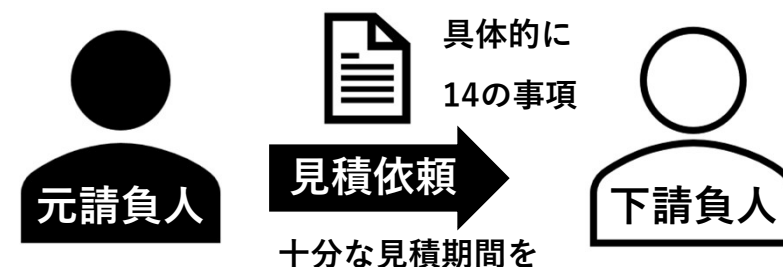 具体的に
14の事項
元請負人
見積依頼
下請負人
十分な見積期間を